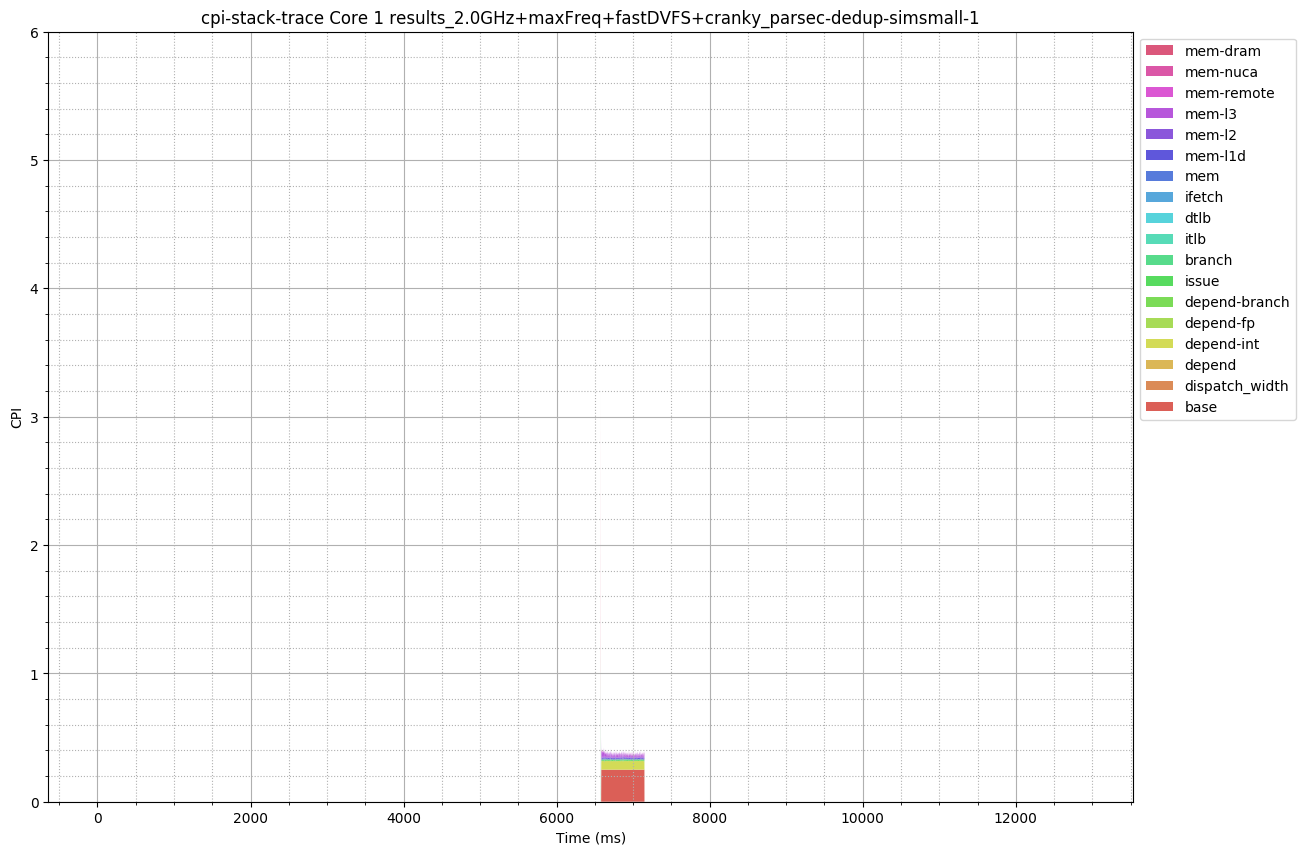 cpi-stack-trace Core 1 results_2.0GHz+maxFreq+fastDVFS+cranky_parsec-dedup-simsmall-1
6
5
4
3
2
1
0
CPI
0 2000 4000 6000 8000 10000 12000
Time (ms)
mem-dram
mem-nuca
mem-remote
mem-l3
mem-l2
mem-l1d
mem
ifetch
dtlb
itlb
branch
issue
depend-branch
depend-fp
depend-int
depend
dispatch_width
base